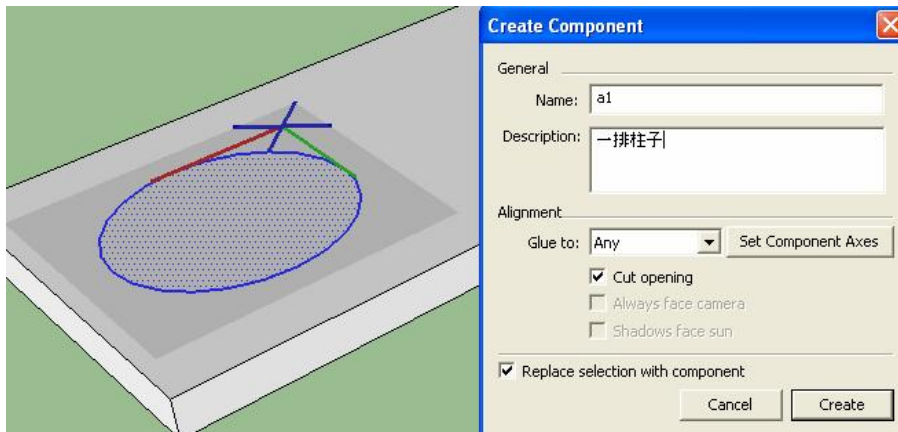 Create Component
General
Name: a1
Description: 一排柱子
Alignment
Glue to: Any Set Component Axes
Cut opening
Always face camera
Shadows face sun
Replace selection with component
Cancel Create